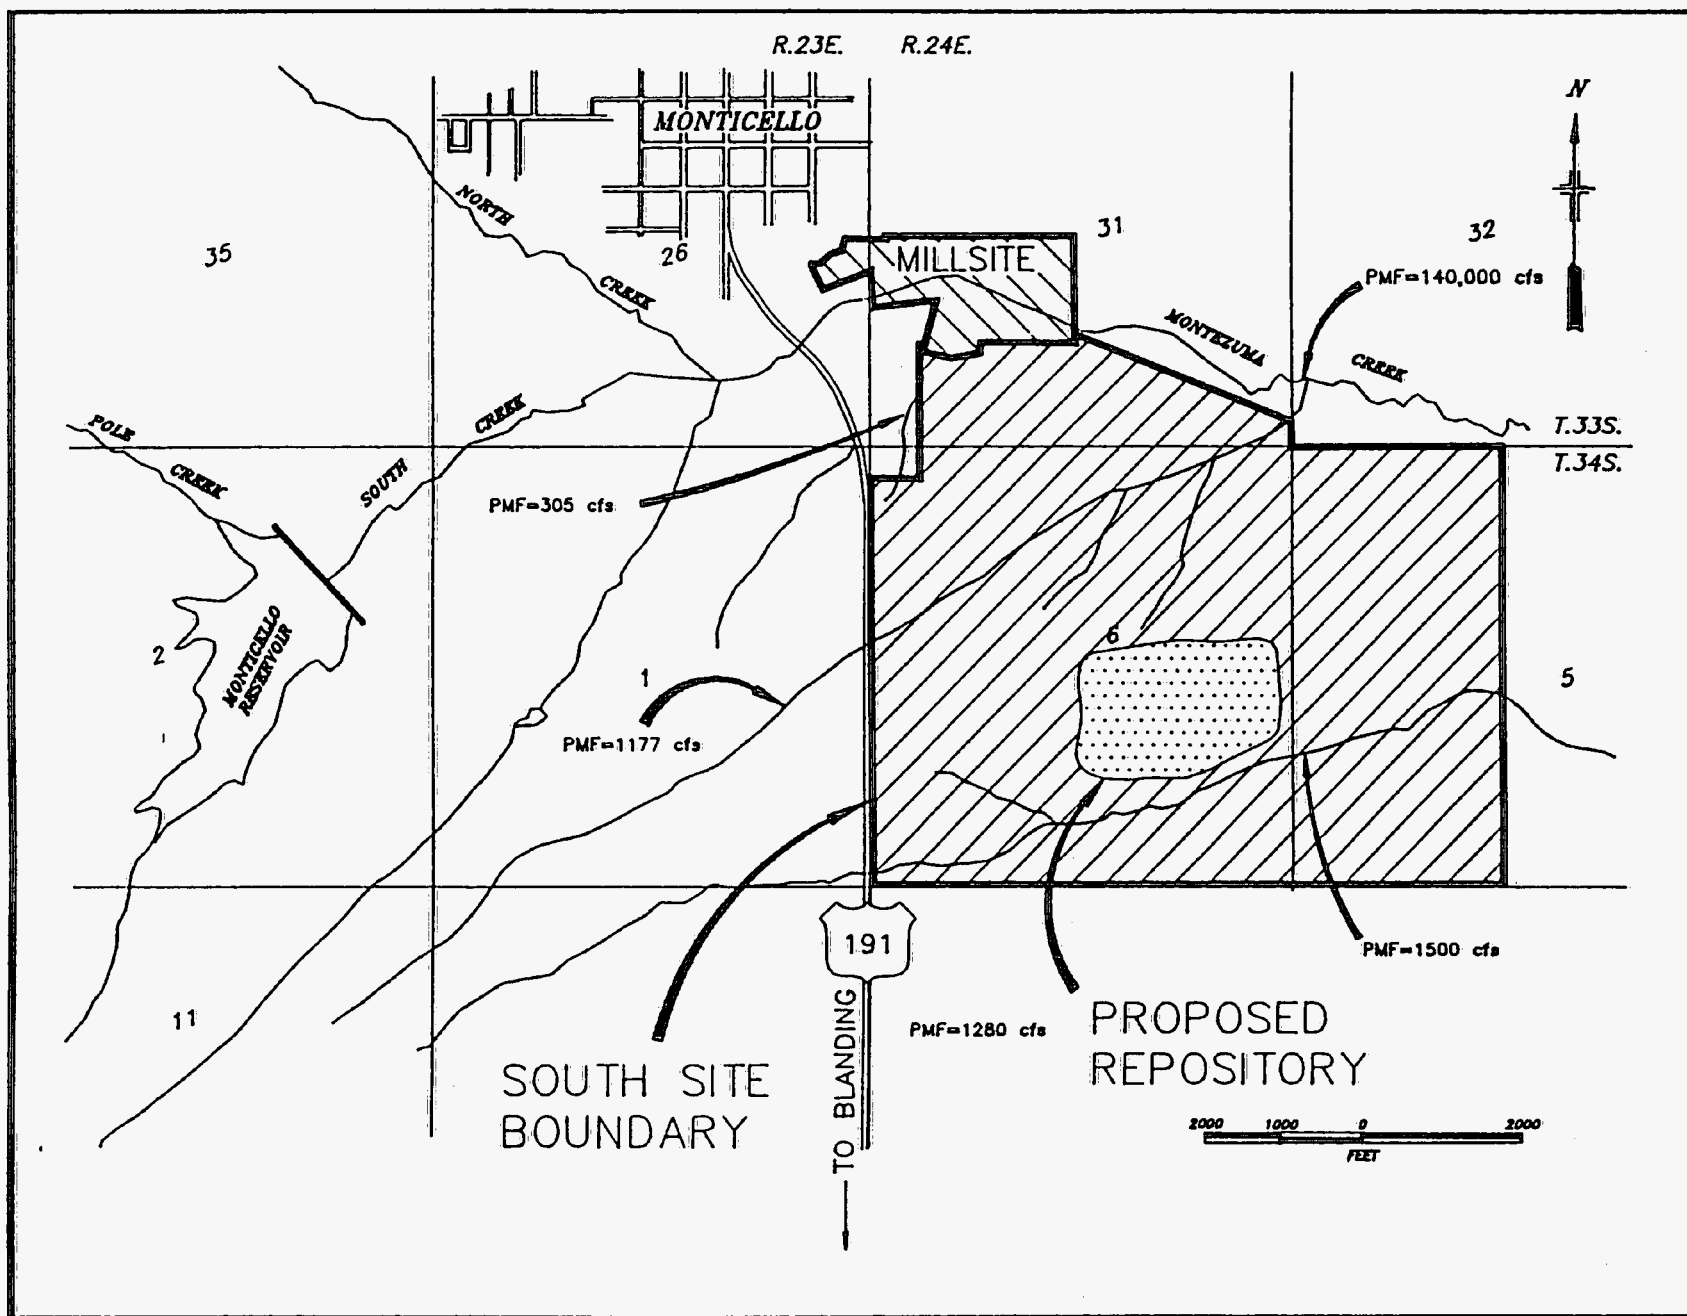 R.23E. R.24E.
N
MONTICELLO
NORTH
CREEK
35
26
31
32
MILLSITE
PMF=140,000 cfs
MONTEZUMA
CREEK
POLE
CREEK
SOUTH
CREEK
T.33S.
T.34S.
PMF=305 cfs
MONTICELLO
RESERVOIR
2
1
6
5
PMF=1177 cfs
191
PMF=1500 cfs
11
PMF=1280 cfs
PROPOSED
REPOSITORY
SOUTH SITE
BOUNDARY
TO BLANDING
2000 1000 0 2000
FEET